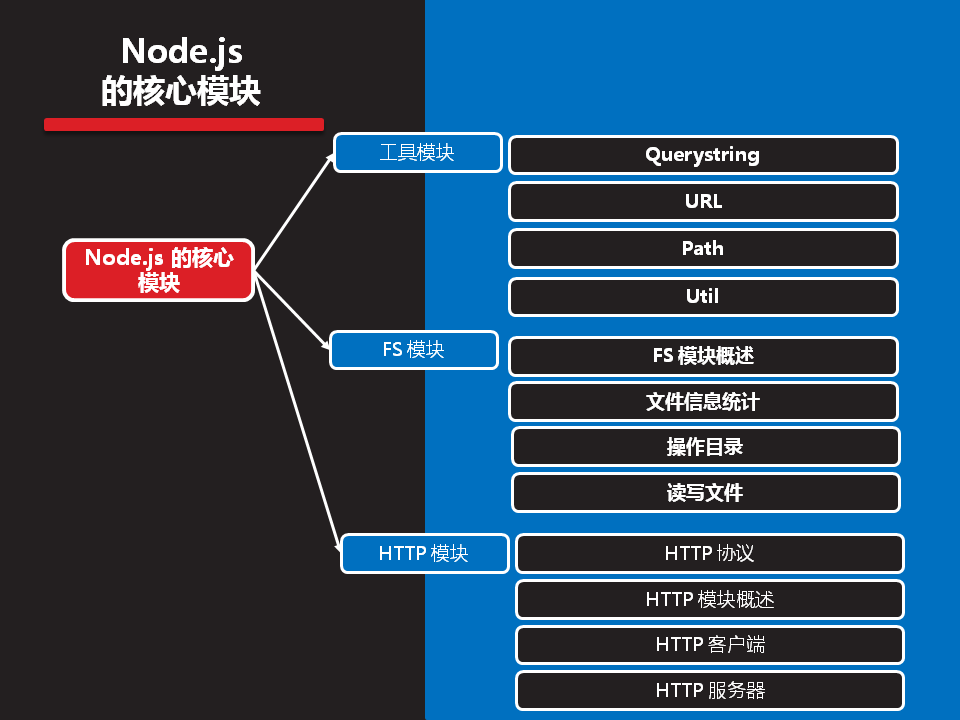 Node.js
的核心模块
Node.js 的核心
模块
工具模块
Querystring
URL
Path
Util
FS 模块
FS 模块概述
文件信息统计
操作目录
读写文件
HTTP 模块
HTTP 协议
HTTP 模块概述
HTTP 客户端
HTTP 服务器